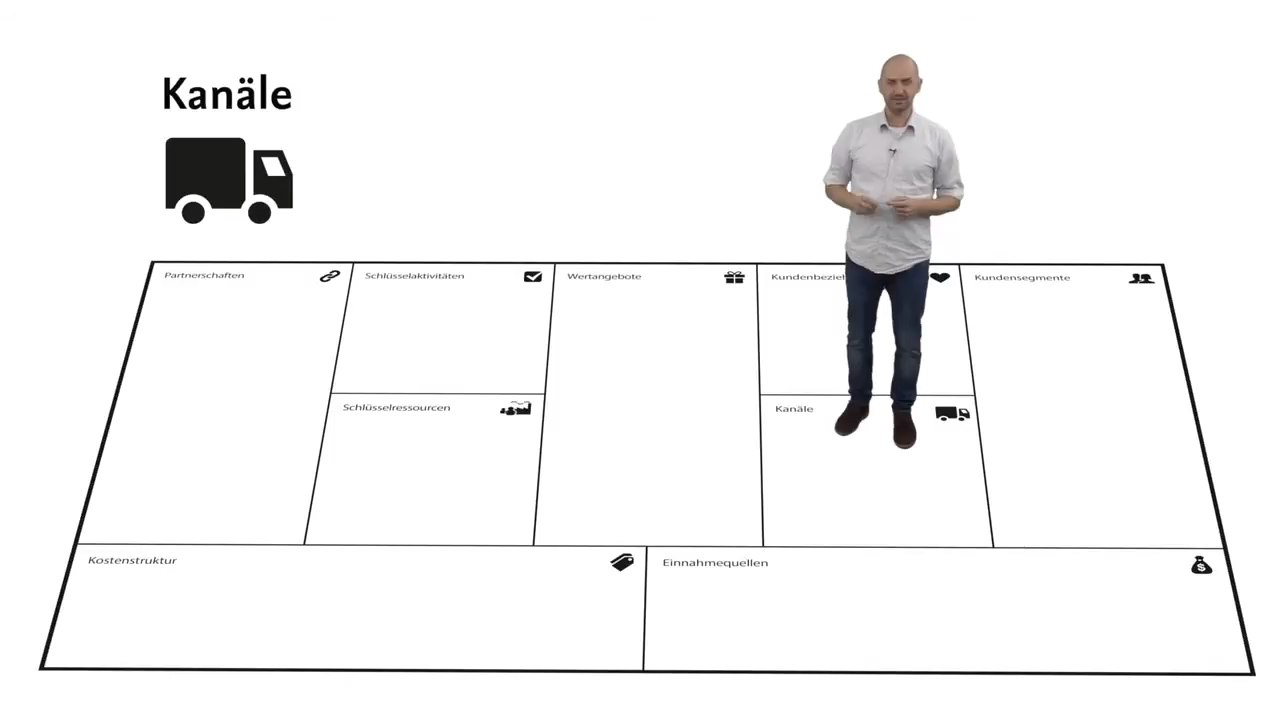 Kanäle
Partnerschaften
Schlüsselaktivitäten
Wertangebote
Kundensegmente
Schlüsselressourcen
Kanäle
Kostenstruktur
Einnahmequellen
$